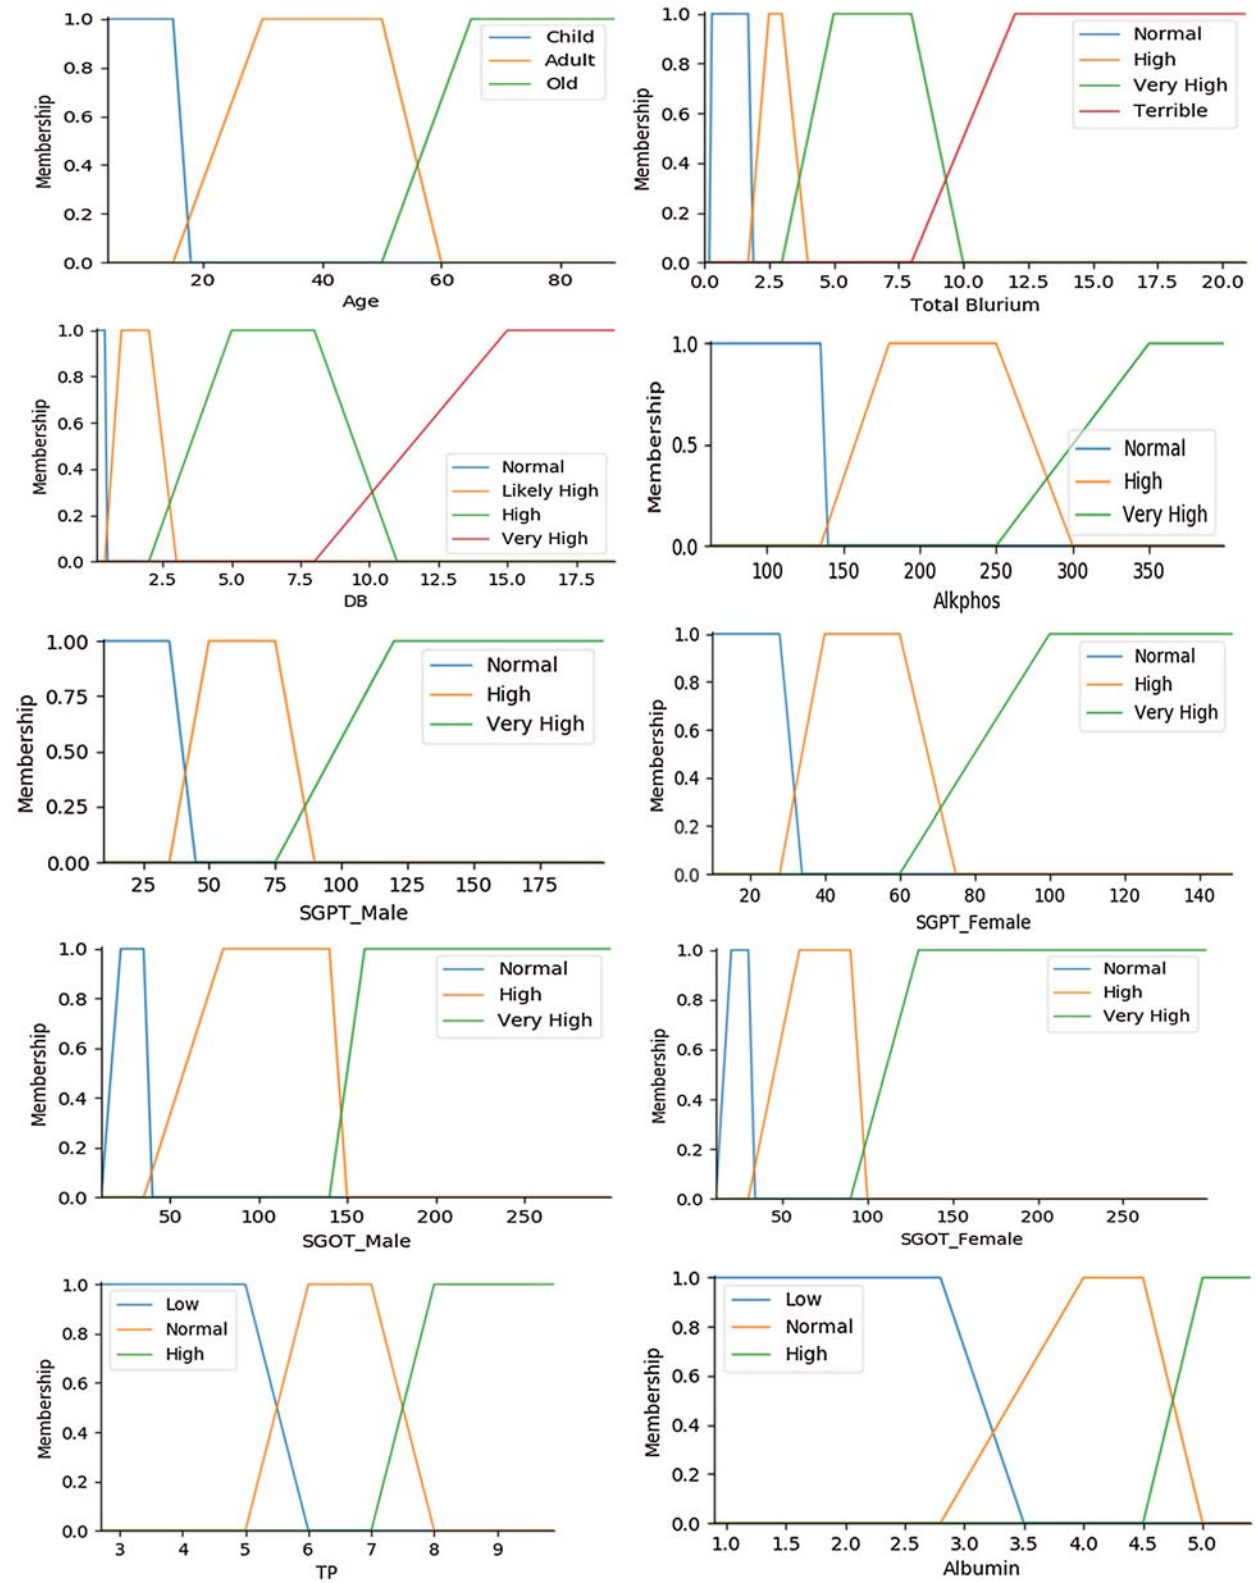 1.0
0.8
0.6
0.4
0.2
0.0
Membership
20 40 60 80
Age
Child
Adult
Old
1.0
0.8
0.6
0.4
0.2
0.0
Membership
0.0 2.5 5.0 7.5 10.0 12.5 15.0 17.5 20.0
Total Blurium
Normal
High
Very High
Terrible
1.0
0.8
0.6
0.4
0.2
0.0
Membership
2.5 5.0 7.5 10.0 12.5 15.0 17.5
DB
Normal
Likely High
High
Very High
1.0
0.5
0.0
Membership
100 150 200 250 300 350
Alkphos
Normal
High
Very High
1.00
0.75
0.50
0.25
0.00
Membership
25 50 75 100 125 150 175
SGPT_Male
Normal
High
Very High
1.0
0.8
0.6
0.4
0.2
0.0
Membership
20 40 60 80 100 120 140
SGPT_Female
Normal
High
Very High
1.0
0.8
0.6
0.4
0.2
0.0
Membership
50 100 150 200 250
SGOT_Male
Normal
High
Very High
1.0
0.8
0.6
0.4
0.2
0.0
Membership
50 100 150 200 250
SGOT_Female
Normal
High
Very High
1.0
0.8
0.6
0.4
0.2
0.0
Membership
3 4 5 6 7 8 9
TP
Low
Normal
High
1.0
0.8
0.6
0.4
0.2
0.0
Membership
1.0 1.5 2.0 2.5 3.0 3.5 4.0 4.5 5.0
Albumin
Low
Normal
High